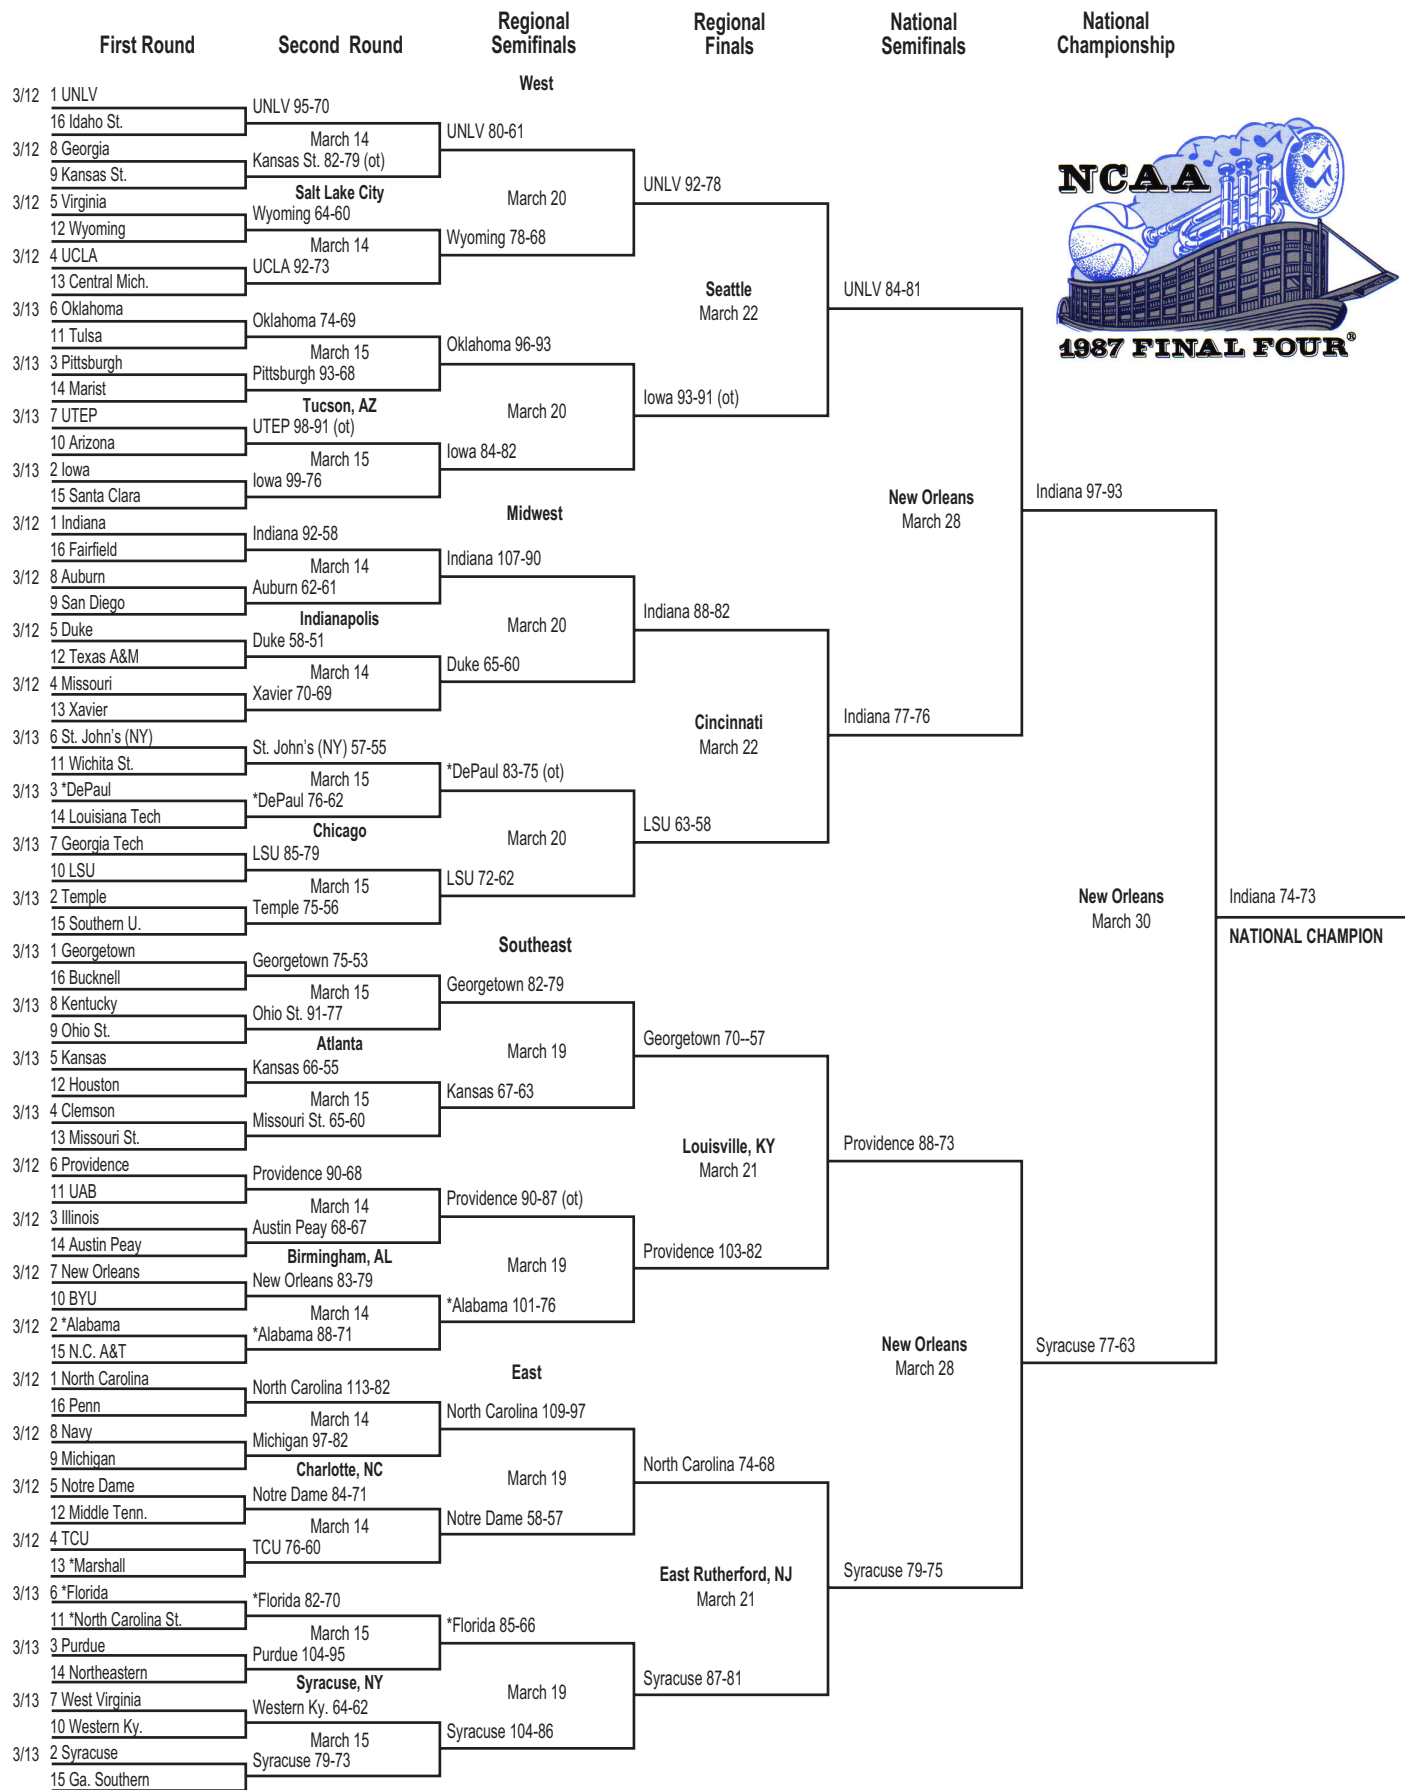 First Round
Second Round
Regional
Semifinals
Regional
Finals
National
Semifinals
National
Championship
West
3/12 1 UNLV
16 Idaho St.
3/12 8 Georgia
9 Kansas St.
3/12 5 Virginia
12 Wyoming
3/12 4 UCLA
13 Central Mich.
3/13 6 Oklahoma
11 Tulsa
3/13 3 Pittsburgh
14 Marist
3/13 7 UTEP
10 Arizona
3/13 2 Iowa
15 Santa Clara
UNLV 95-70
March 14
Kansas St. 82-79 (ot)
Salt Lake City
Wyoming 64-60
March 14
UCLA 92-73
Oklahoma 74-69
March 15
Pittsburgh 93-68
Tucson, AZ
UTEP 98-91 (ot)
March 15
Iowa 99-76
UNLV 80-61
March 20
Wyoming 78-68
Oklahoma 96-93
March 20
Iowa 84-82
UNLV 92-78
Seattle
March 22
Iowa 93-91 (ot)
UNLV 84-81
Midwest
3/12 1 Indiana
16 Fairfield
3/12 8 Auburn
9 San Diego
3/12 5 Duke
12 Texas A&M
3/12 4 Missouri
13 Xavier
3/13 6 St. John's (NY)
11 Wichita St.
3/13 3 *DePaul
14 Louisiana Tech
3/13 7 Georgia Tech
10 LSU
3/13 2 Temple
15 Southern U.
Indiana 92-58
March 14
Auburn 62-61
Indianapolis
Duke 58-51
March 14
Xavier 70-69
St. John's (NY) 57-55
March 15
*DePaul 76-62
Chicago
LSU 85-79
March 15
Temple 75-56
Indiana 107-90
March 20
Duke 65-60
*DePaul 83-75 (ot)
March 20
LSU 72-62
Indiana 88-82
Cincinnati
March 22
LSU 63-58
Indiana 77-76
New Orleans
March 28
Indiana 97-93
Southeast
3/13 1 Georgetown
16 Bucknell
3/13 8 Kentucky
9 Ohio St.
3/13 5 Kansas
12 Houston
3/13 4 Clemson
13 Missouri St.
3/12 6 Providence
11 UAB
3/12 3 Illinois
14 Austin Peay
3/12 7 New Orleans
10 BYU
3/12 2 *Alabama
15 N.C. A&T
Georgetown 75-53
March 15
Ohio St. 91-77
Atlanta
Kansas 66-55
March 15
Missouri St. 65-60
Providence 90-68
March 14
Austin Peay 68-67
Birmingham, AL
New Orleans 83-79
March 14
*Alabama 88-71
Georgetown 82-79
March 19
Kansas 67-63
Providence 90-87 (ot)
March 19
*Alabama 101-76
Georgetown 70--57
Louisville, KY
March 21
Providence 103-82
Providence 88-73
East
3/12 1 North Carolina
16 Penn
3/12 8 Navy
9 Michigan
3/12 5 Notre Dame
12 Middle Tenn.
3/12 4 TCU
13 *Marshall
3/13 6 *Florida
11 *North Carolina St.
3/13 3 Purdue
14 Northeastern
3/13 7 West Virginia
10 Western Ky.
3/13 2 Syracuse
15 Ga. Southern
North Carolina 113-82
March 14
Michigan 97-82
Charlotte, NC
Notre Dame 84-71
March 14
TCU 76-60
*Florida 82-70
March 15
Purdue 104-95
Syracuse, NY
Western Ky. 64-62
March 15
Syracuse 79-73
North Carolina 109-97
March 19
Notre Dame 58-57
*Florida 85-66
March 19
Syracuse 104-86
North Carolina 74-68
East Rutherford, NJ
March 21
Syracuse 87-81
Syracuse 79-75
New Orleans
March 28
Syracuse 77-63
New Orleans
March 30
Indiana 74-73
NATIONAL CHAMPION
NCAA
1987 FINAL FOUR®